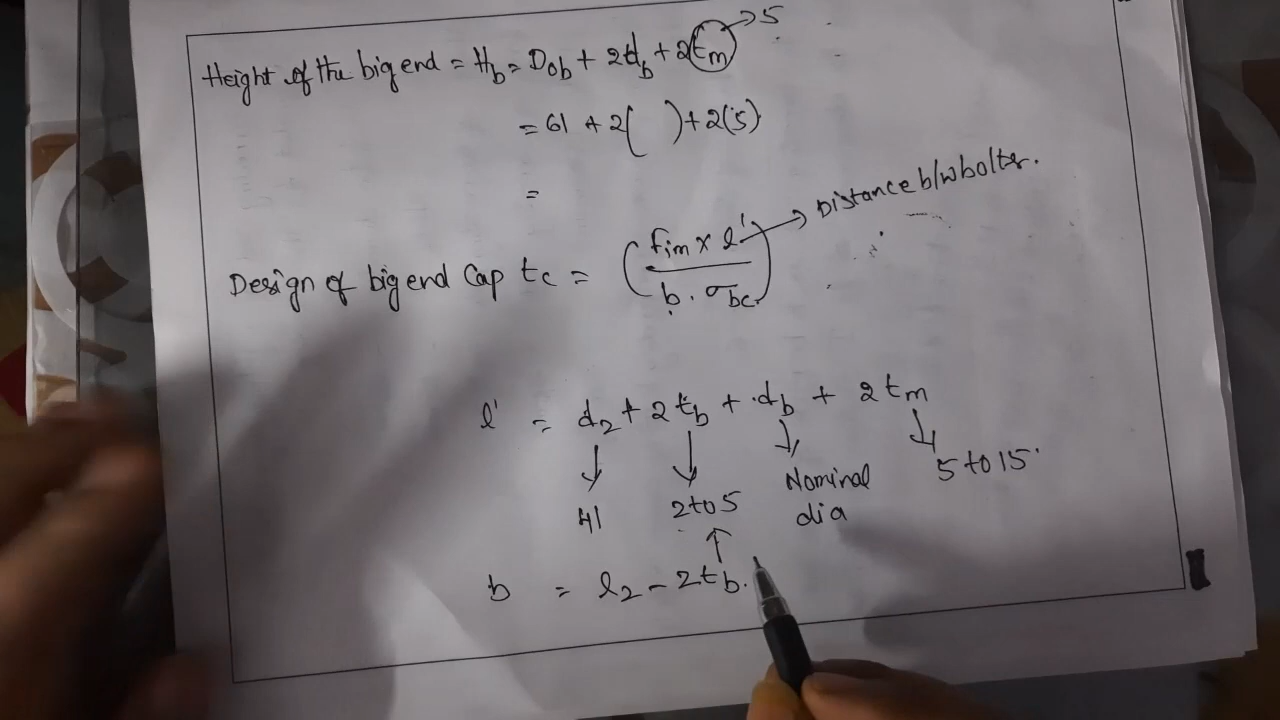 Height of the big end = Hb = Dob + 2db + 2tm → 5
= 61 + 2( ) + 2(5)
=
Design of big end Cap tc = (fim × l' / b . σbc) → Distance b/w bolts.
l' = d2 + 2tb + db + 2tm
41 2to5 Nominal dia 5 to 15
b = l2 - 2tb.